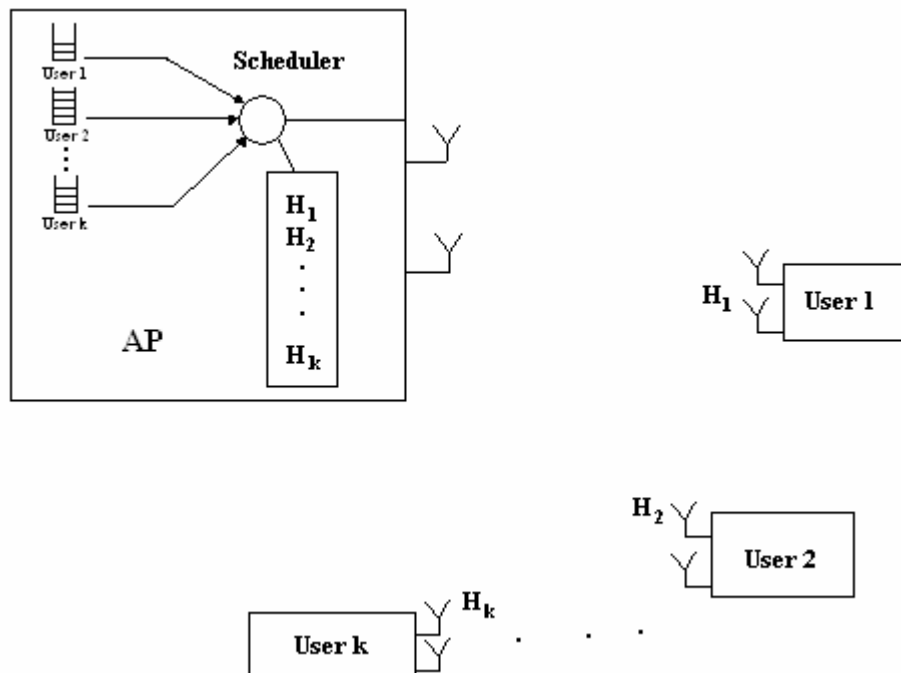 Scheduler
User 1
User 2
User k
H1
H2
Hk
AP
H1
User 1
H2
User 2
Hk
User k